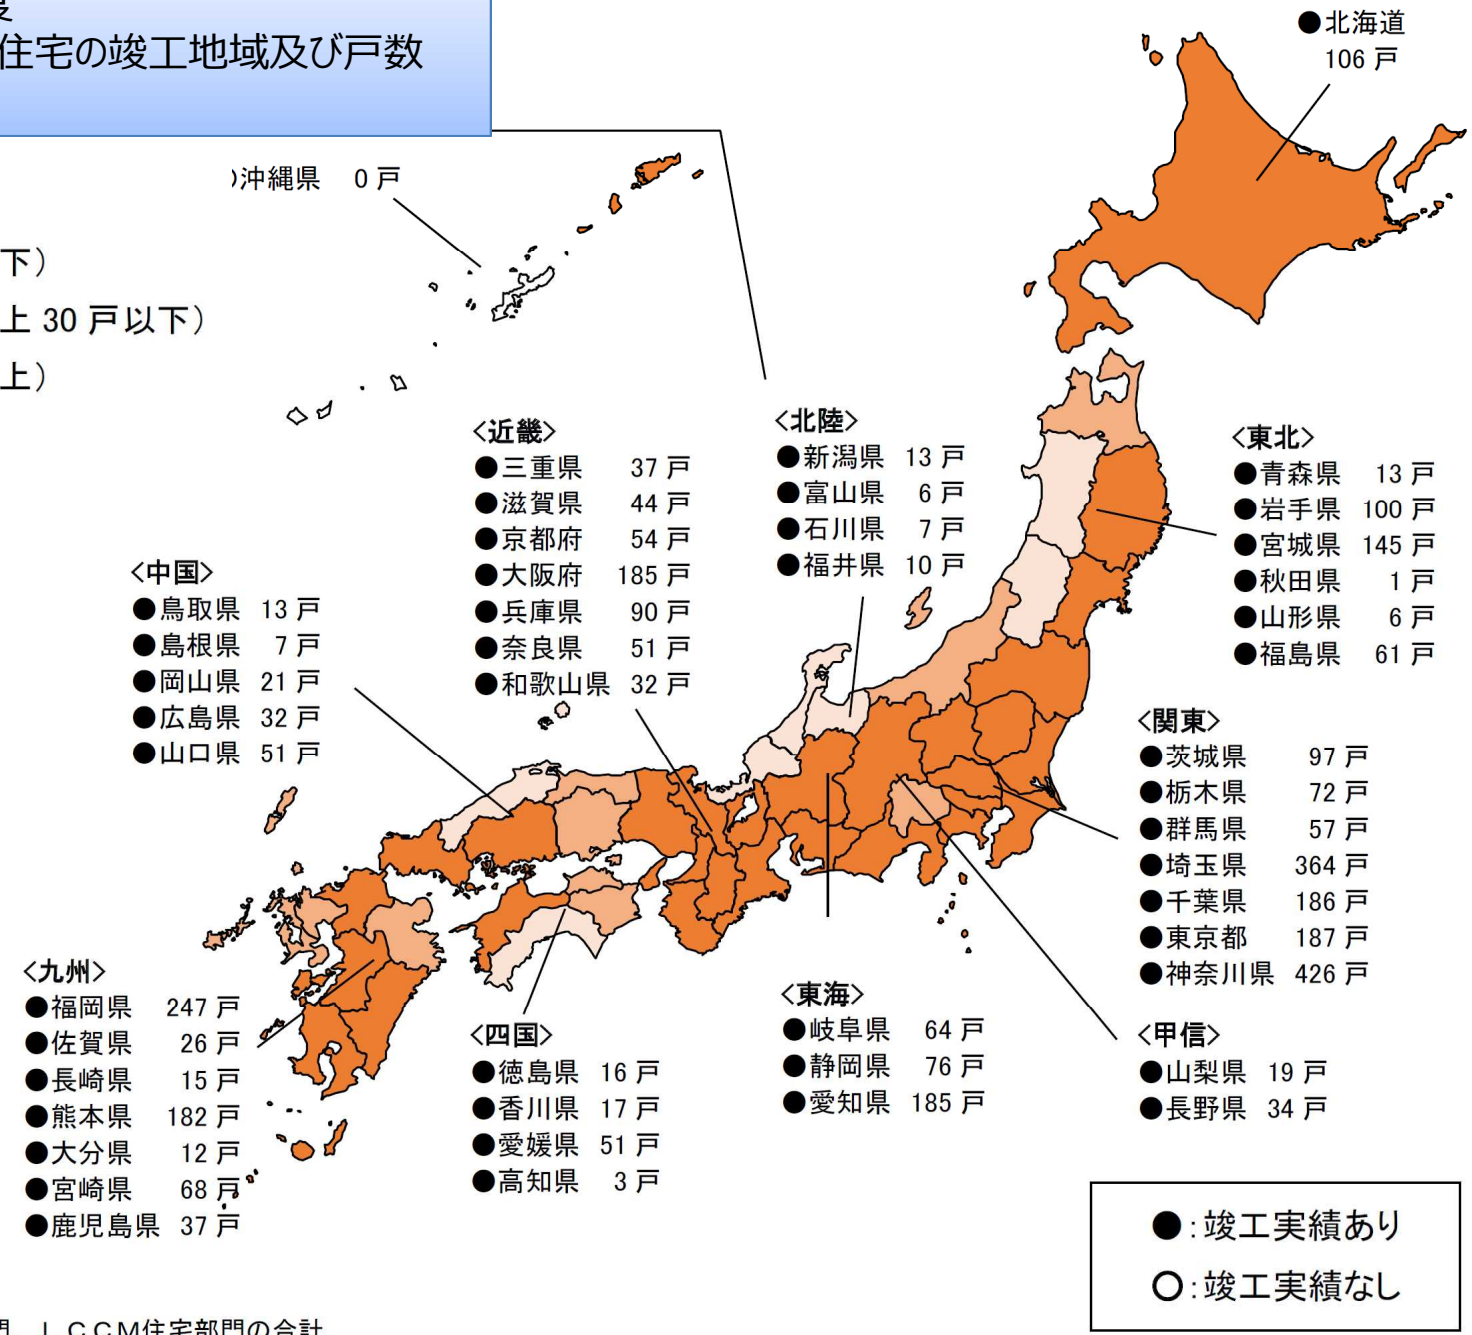 住宅の竣工地域及び戸数
●北海道
106 戸
沖縄県 0 戸
下）
上 30 戸以下）
上）
<近畿>
●三重県 37 戸
●滋賀県 44 戸
●京都府 54 戸
●大阪府 185 戸
●兵庫県 90 戸
●奈良県 51 戸
●和歌山県 32 戸
<北陸>
●新潟県 13 戸
●富山県 6 戸
●石川県 7 戸
●福井県 10 戸
<東北>
●青森県 13 戸
●岩手県 100 戸
●宮城県 145 戸
●秋田県 1 戸
●山形県 6 戸
●福島県 61 戸
<中国>
●鳥取県 13 戸
●島根県 7 戸
●岡山県 21 戸
●広島県 32 戸
●山口県 51 戸
<関東>
●茨城県 97 戸
●栃木県 72 戸
●群馬県 57 戸
●埼玉県 364 戸
●千葉県 186 戸
●東京都 187 戸
●神奈川県 426 戸
<九州>
●福岡県 247 戸
●佐賀県 26 戸
●長崎県 15 戸
●熊本県 182 戸
●大分県 12 戸
●宮崎県 68 戸
●鹿児島県 37 戸
<四国>
●徳島県 16 戸
●香川県 17 戸
●愛媛県 51 戸
●高知県 3 戸
<東海>
●岐阜県 64 戸
●静岡県 76 戸
●愛知県 185 戸
<甲信>
●山梨県 19 戸
●長野県 34 戸
●：竣工実績あり
○：竣工実績なし
ＬＣＣＭ住宅部門の合計